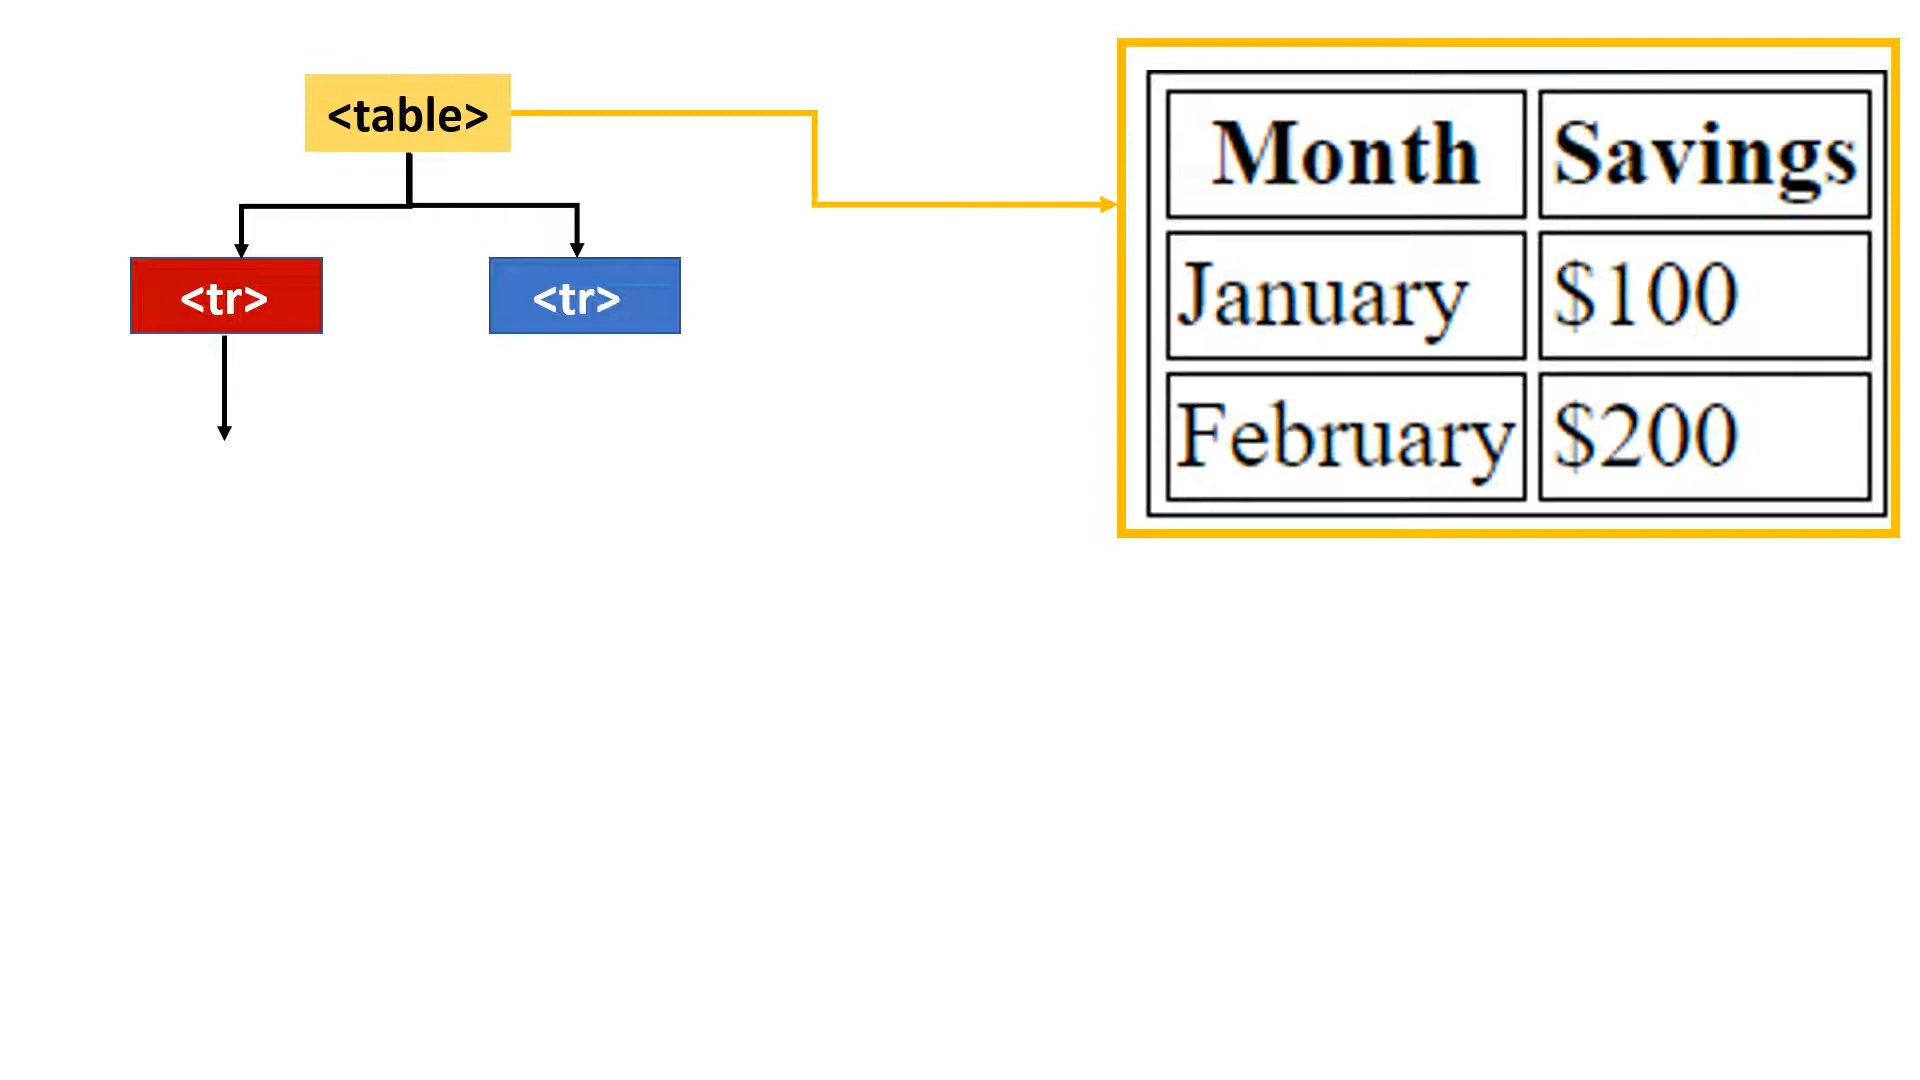 <table>
<tr> <tr>
Month Savings
January $100
February $200